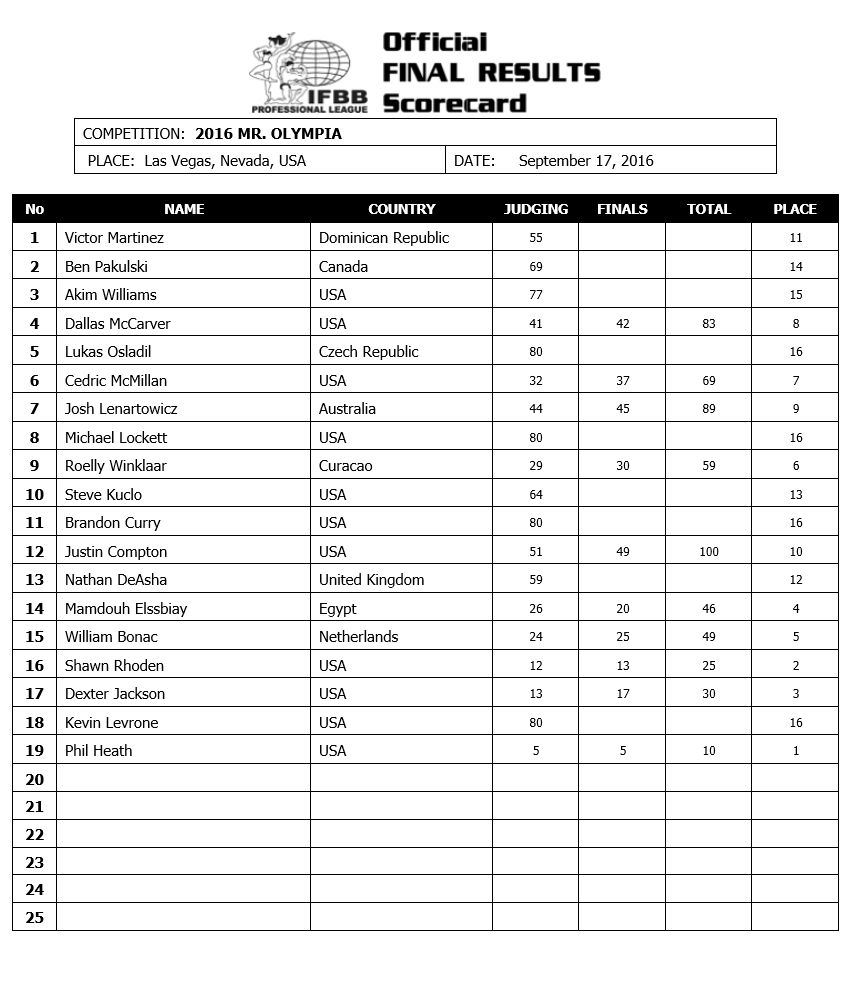 Official
FINAL RESULTS
Scorecard
IFBB
PROFESSIONAL LEAGUE
COMPETITION: 2016 MR. OLYMPIA
PLACE: Las Vegas, Nevada, USA DATE: September 17, 2016
No NAME COUNTRY JUDGING FINALS TOTAL PLACE
1 Victor Martinez Dominican Republic 55 11
2 Ben Pakulski Canada 69 14
3 Akim Williams USA 77 15
4 Dallas McCarver USA 41 42 83 8
5 Lukas Osladil Czech Republic 80 16
6 Cedric McMillan USA 32 37 69 7
7 Josh Lenartowicz Australia 44 45 89 9
8 Michael Lockett USA 80 16
9 Roelly Winklaar Curacao 29 30 59 6
10 Steve Kuclo USA 64 13
11 Brandon Curry USA 80 16
12 Justin Compton USA 51 49 100 10
13 Nathan DeAsha United Kingdom 59 12
14 Mamdouh Elssbiay Egypt 26 20 46 4
15 William Bonac Netherlands 24 25 49 5
16 Shawn Rhoden USA 12 13 25 2
17 Dexter Jackson USA 13 17 30 3
18 Kevin Levrone USA 80 16
19 Phil Heath USA 5 5 10 1
20
21
22
23
24
25